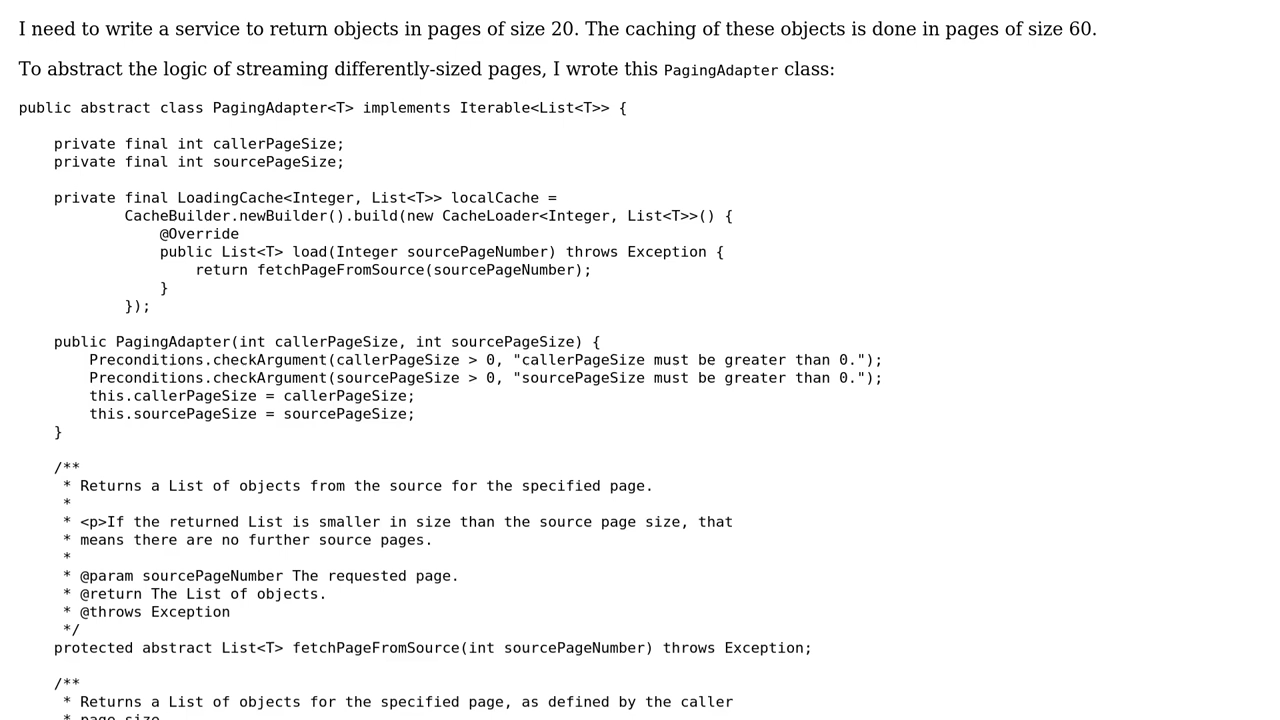 I need to write a service to return objects in pages of size 20. The caching of these objects is done in pages of size 60.
To abstract the logic of streaming differently-sized pages, I wrote this PagingAdapter class:
public abstract class PagingAdapter<T> implements Iterable<List<T>> {
    private final int callerPageSize;
    private final int sourcePageSize;
    private final LoadingCache<Integer, List<T>> localCache =
            CacheBuilder.newBuilder().build(new CacheLoader<Integer, List<T>>() {
                @Override
                public List<T> load(Integer sourcePageNumber) throws Exception {
                    return fetchPageFromSource(sourcePageNumber);
                }
            });
    public PagingAdapter(int callerPageSize, int sourcePageSize) {
        Preconditions.checkArgument(callerPageSize > 0, "callerPageSize must be greater than 0.");
        Preconditions.checkArgument(sourcePageSize > 0, "sourcePageSize must be greater than 0.");
        this.callerPageSize = callerPageSize;
        this.sourcePageSize = sourcePageSize;
    }
    /**
     * Returns a List of objects from the source for the specified page.
     *
     * <p>If the returned List is smaller in size than the source page size, that
     * means there are no further source pages.
     *
     * @param sourcePageNumber The requested page.
     * @return The List of objects.
     * @throws Exception
     */
    protected abstract List<T> fetchPageFromSource(int sourcePageNumber) throws Exception;
    /**
     * Returns a List of objects for the specified page, as defined by the caller
     * page size